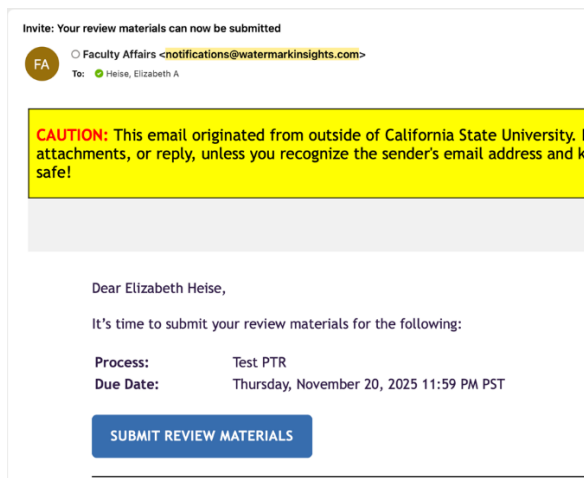 Invite: Your review materials can now be submitted
FA
Faculty Affairs <notifications@watermarkinsights.com>
To: Heise, Elizabeth A
CAUTION: This email originated from outside of California State University.
attachments, or reply, unless you recognize the sender's email address and
safe!
Dear Elizabeth Heise,
It's time to submit your review materials for the following:
Process: Test PTR
Due Date: Thursday, November 20, 2025 11:59 PM PST
SUBMIT REVIEW MATERIALS